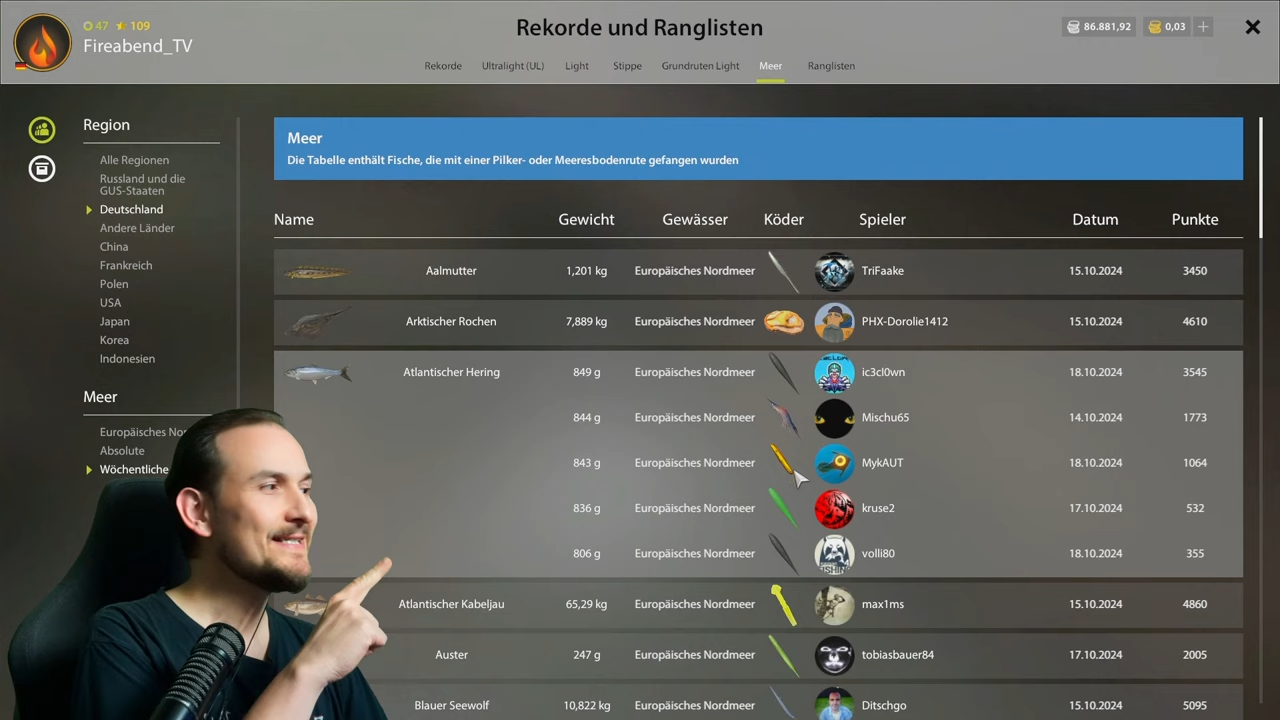 47 109
Fireabend_TV
Rekorde und Ranglisten
86.881,92 0,03 +
Rekorde Ultralight (UL) Light Stippe Grundruten Light Meer Ranglisten
Region
Alle Regionen
Russland und die
GUS-Staaten
Deutschland
Andere Länder
China
Frankreich
Polen
USA
Japan
Korea
Indonesien
Meer
Europäisches
Absolute
Wöchentliche
Meer
Die Tabelle enthält Fische, die mit einer Pilker- oder Meeresbodenrute gefangen wurden
Name Gewicht Gewässer Köder Spieler Datum Punkte
Aalmutter 1,201 kg Europäisches Nordmeer TriFaake 15.10.2024 3450
Arktischer Rochen 7,889 kg Europäisches Nordmeer PHX-Dorolie1412 15.10.2024 4610
Atlantischer Hering 849 g Europäisches Nordmeer ic3cl0wn 18.10.2024 3545
844 g Europäisches Nordmeer Mischu65 14.10.2024 1773
843 g Europäisches Nordmeer MykAUT 18.10.2024 1064
836 g Europäisches Nordmeer kruse2 17.10.2024 532
806 g Europäisches Nordmeer volli80 18.10.2024 355
Atlantischer Kabeljau 65,29 kg Europäisches Nordmeer max1ms 15.10.2024 4860
Auster 247 g Europäisches Nordmeer tobiasbauer84 17.10.2024 2005
Blauer Seewolf 10,822 kg Europäisches Nordmeer Ditschgo 15.10.2024 5095